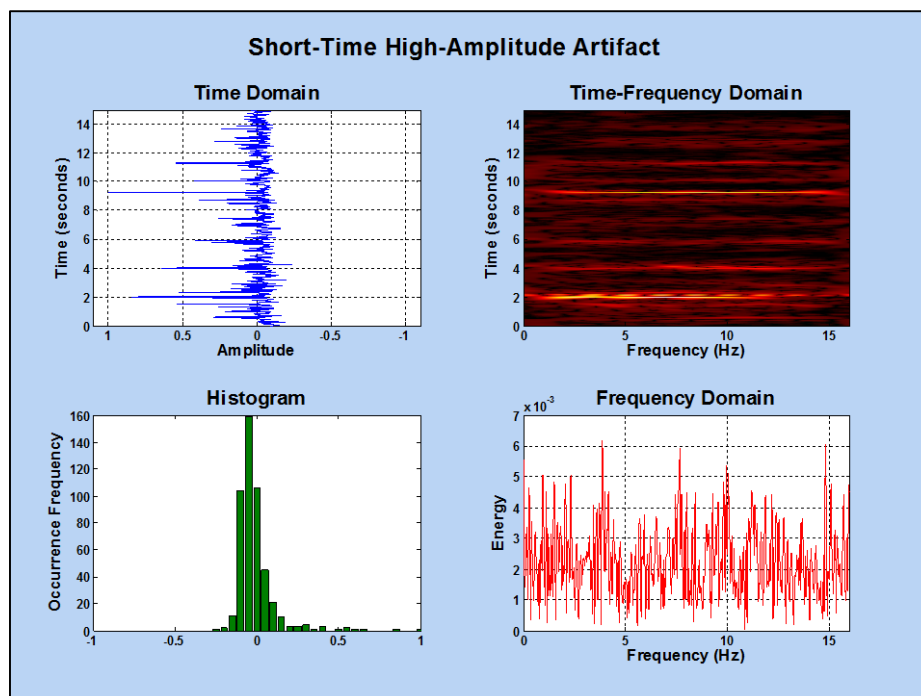 Short-Time High-Amplitude Artifact
Time Domain
Time (seconds)
14
12
10
8
6
4
2
0
1 0.5 0 -0.5 -1
Amplitude
Time-Frequency Domain
Time (seconds)
14
12
10
8
6
4
2
0
0 5 10 15
Frequency (Hz)
Histogram
Occurrence Frequency
160
140
120
100
80
60
40
20
0
-1 -0.5 0 0.5 1
Frequency Domain
x 10⁻³
Energy
7
6
5
4
3
2
1
0
0 5 10 15
Frequency (Hz)